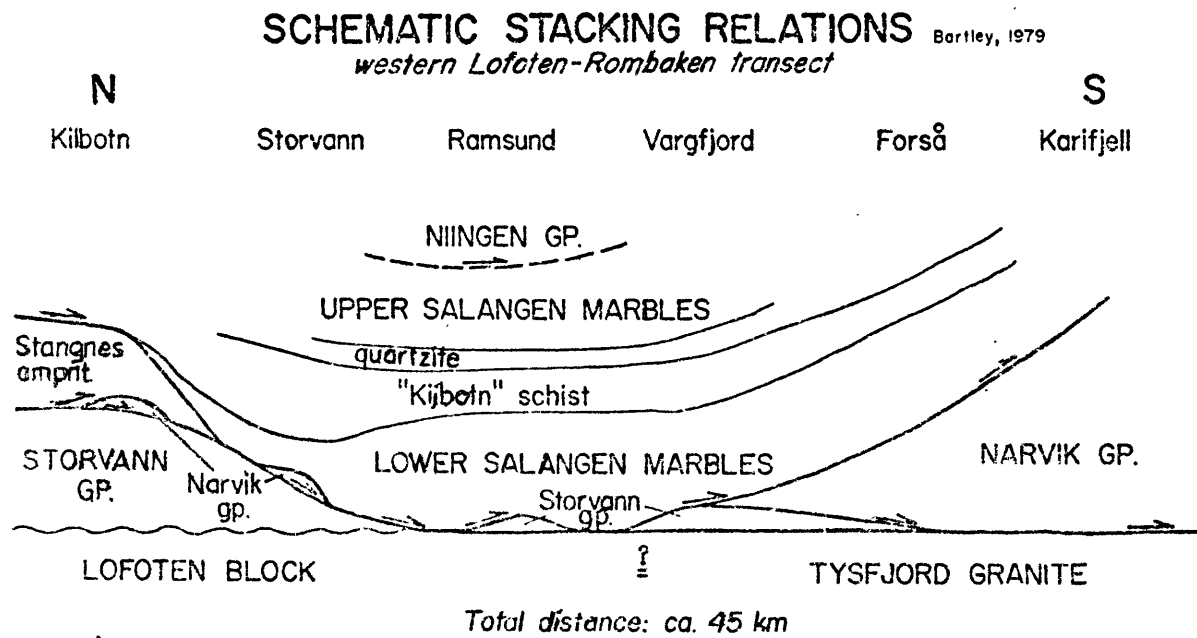 SCHEMATIC STACKING RELATIONS Bartley, 1979
western Lofoten-Rombaken transect
N S
Kilbotn Storvann Ramsund Vargfjord Forså Karifjell
NIINGEN GP.
UPPER SALANGEN MARBLES
Stangnes
quartzite
"Kijbotn" schist
STORVANN
GP.
Narvik
gp.
LOWER SALANGEN MARBLES
Storvann
gp.
NARVIK GP.
?
=
LOFOTEN BLOCK TYSFJORD GRANITE
Total distance: ca. 45 km